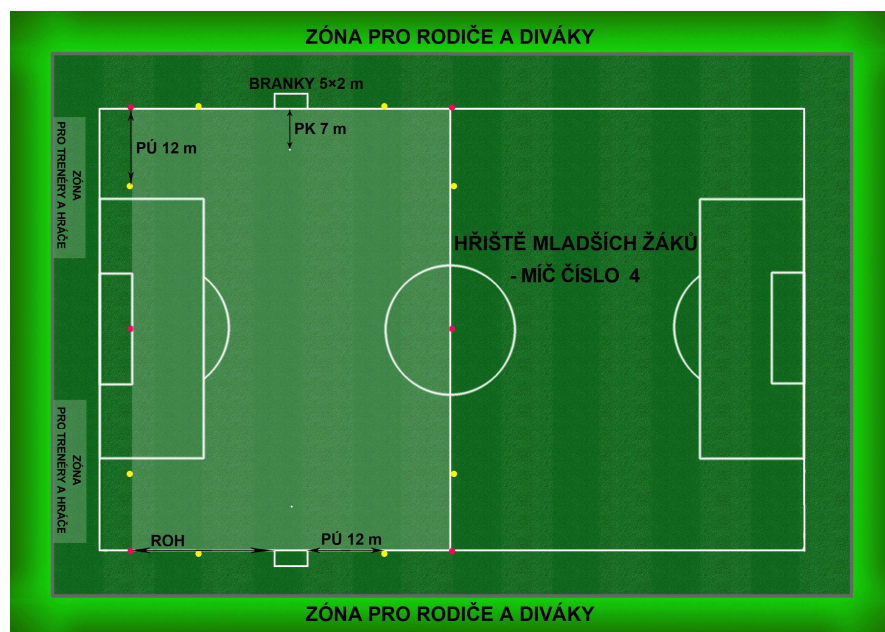 ZÓNA PRO RODIČE A DIVÁKY
BRANKY 5×2 m
PK 7 m
PÚ 12 m
ZÓNA
PRO TRENÉRY A HRÁČE
HŘIŠTĚ MLADŠÍCH ŽÁKŮ
- MÍČ ČÍSLO 4
ZÓNA
PRO TRENÉRY A HRÁČE
ROH
PÚ 12 m
ZÓNA PRO RODIČE A DIVÁKY